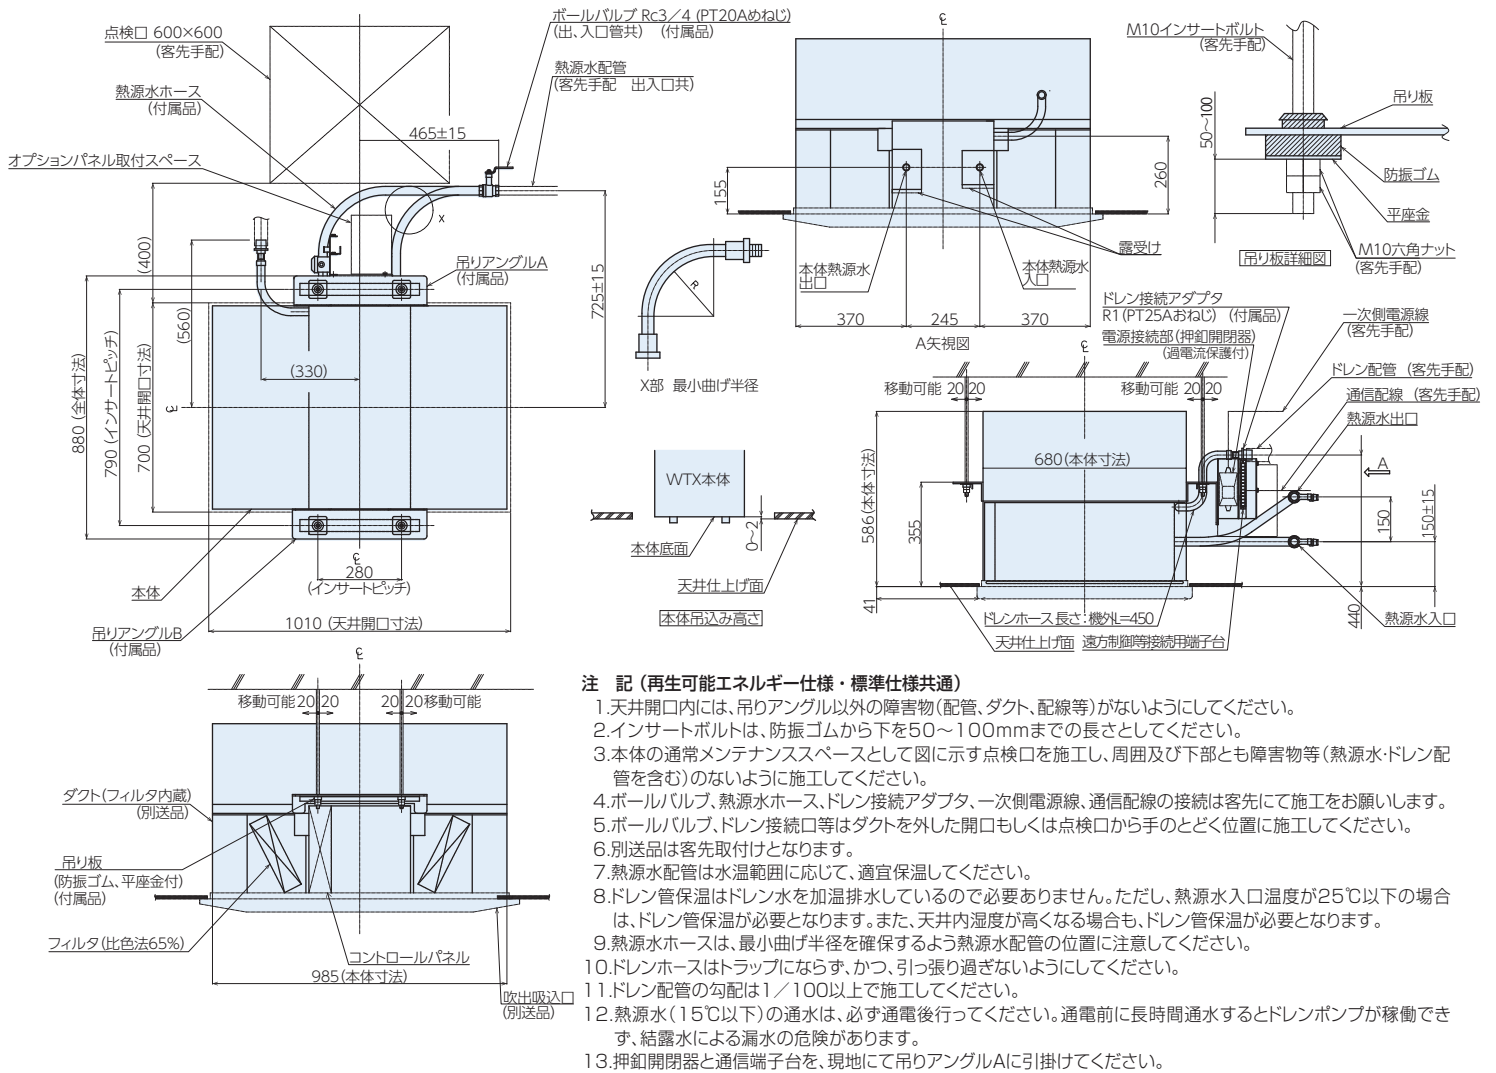 点検口 600×600
(客先手配)
熱源水ホース
(付属品)
オプションパネル取付スペース
ボールバルブ Rc3／4 (PT20Aめねじ)
(出、入口管共) (付属品)
熱源水配管
(客先手配 出入口共)
465±15
X
吊りアングルA
(付属品)
(400)
(560)
(330)
725±15
880 (全体寸法)
790 (インサートピッチ)
700 (天井開口寸法)
℄
℄
280
(インサートピッチ)
本体
1010 (天井開口寸法)
吊りアングルB
(付属品)
R
X部 最小曲げ半径
℄
155
260
露受け
本体熱源水
出口
本体熱源水
入口
370
245
370
A矢視図
M10インサートボルト
(客先手配)
吊り板
50～100
防振ゴム
平座金
M10六角ナット
(客先手配)
吊り板詳細図
WTX本体
0～2
本体底面
天井仕上げ面
本体吊込み高さ
ドレン接続アダプタ
R1(PT25Aおねじ) (付属品)
電源接続部(押釦開閉器)
(過電流保護付)
一次側電源線
(客先手配)
ドレン配管 (客先手配)
通信配線 (客先手配)
熱源水出口
℄
移動可能 20 20
移動可能 20 20
680(本体寸法)
586(本体寸法)
355
A
150
150±15
41
440
ドレンホース長さ：機外L=450
天井仕上げ面
遠方制御等接続用端子台
熱源水入口
℄
移動可能 20 20
20 20 移動可能
ダクト(フィルタ内蔵)
(別送品)
吊り板
(防振ゴム、平座金付)
(付属品)
フィルタ(比色法65%)
コントロールパネル
985(本体寸法)
吹出吸込口
(別送品)
注　記（再生可能エネルギー仕様・標準仕様共通）
1.天井開口内には、吊りアングル以外の障害物(配管、ダクト、配線等)がないようにしてください。
2.インサートボルトは、防振ゴムから下を50～100mmまでの長さとしてください。
3.本体の通常メンテナンススペースとして図に示す点検口を施工し、周囲及び下部とも障害物等(熱源水･ドレン配
管を含む)のないように施工してください。
4.ボールバルブ、熱源水ホース、ドレン接続アダプタ、一次側電源線、通信配線の接続は客先にて施工をお願いします。
5.ボールバルブ、ドレン接続口等はダクトを外した開口もしくは点検口から手のとどく位置に施工してください。
6.別送品は客先取付けとなります。
7.熱源水配管は水温範囲に応じて、適宜保温してください。
8.ドレン管保温はドレン水を加温排水しているので必要ありません。ただし、熱源水入口温度が25℃以下の場合
は、ドレン管保温が必要となります。また、天井内湿度が高くなる場合も、ドレン管保温が必要となります。
9.熱源水ホースは、最小曲げ半径を確保するよう熱源水配管の位置に注意してください。
10.ドレンホースはトラップにならず、かつ、引っ張り過ぎないようにしてください。
11.ドレン配管の勾配は1／100以上で施工してください。
12.熱源水(15℃以下)の通水は、必ず通電後行ってください。通電前に長時間通水するとドレンポンプが稼働でき
ず、結露水による漏水の危険があります。
13.押釦開閉器と通信端子台を、現地にて吊りアングルAに引掛けてください。